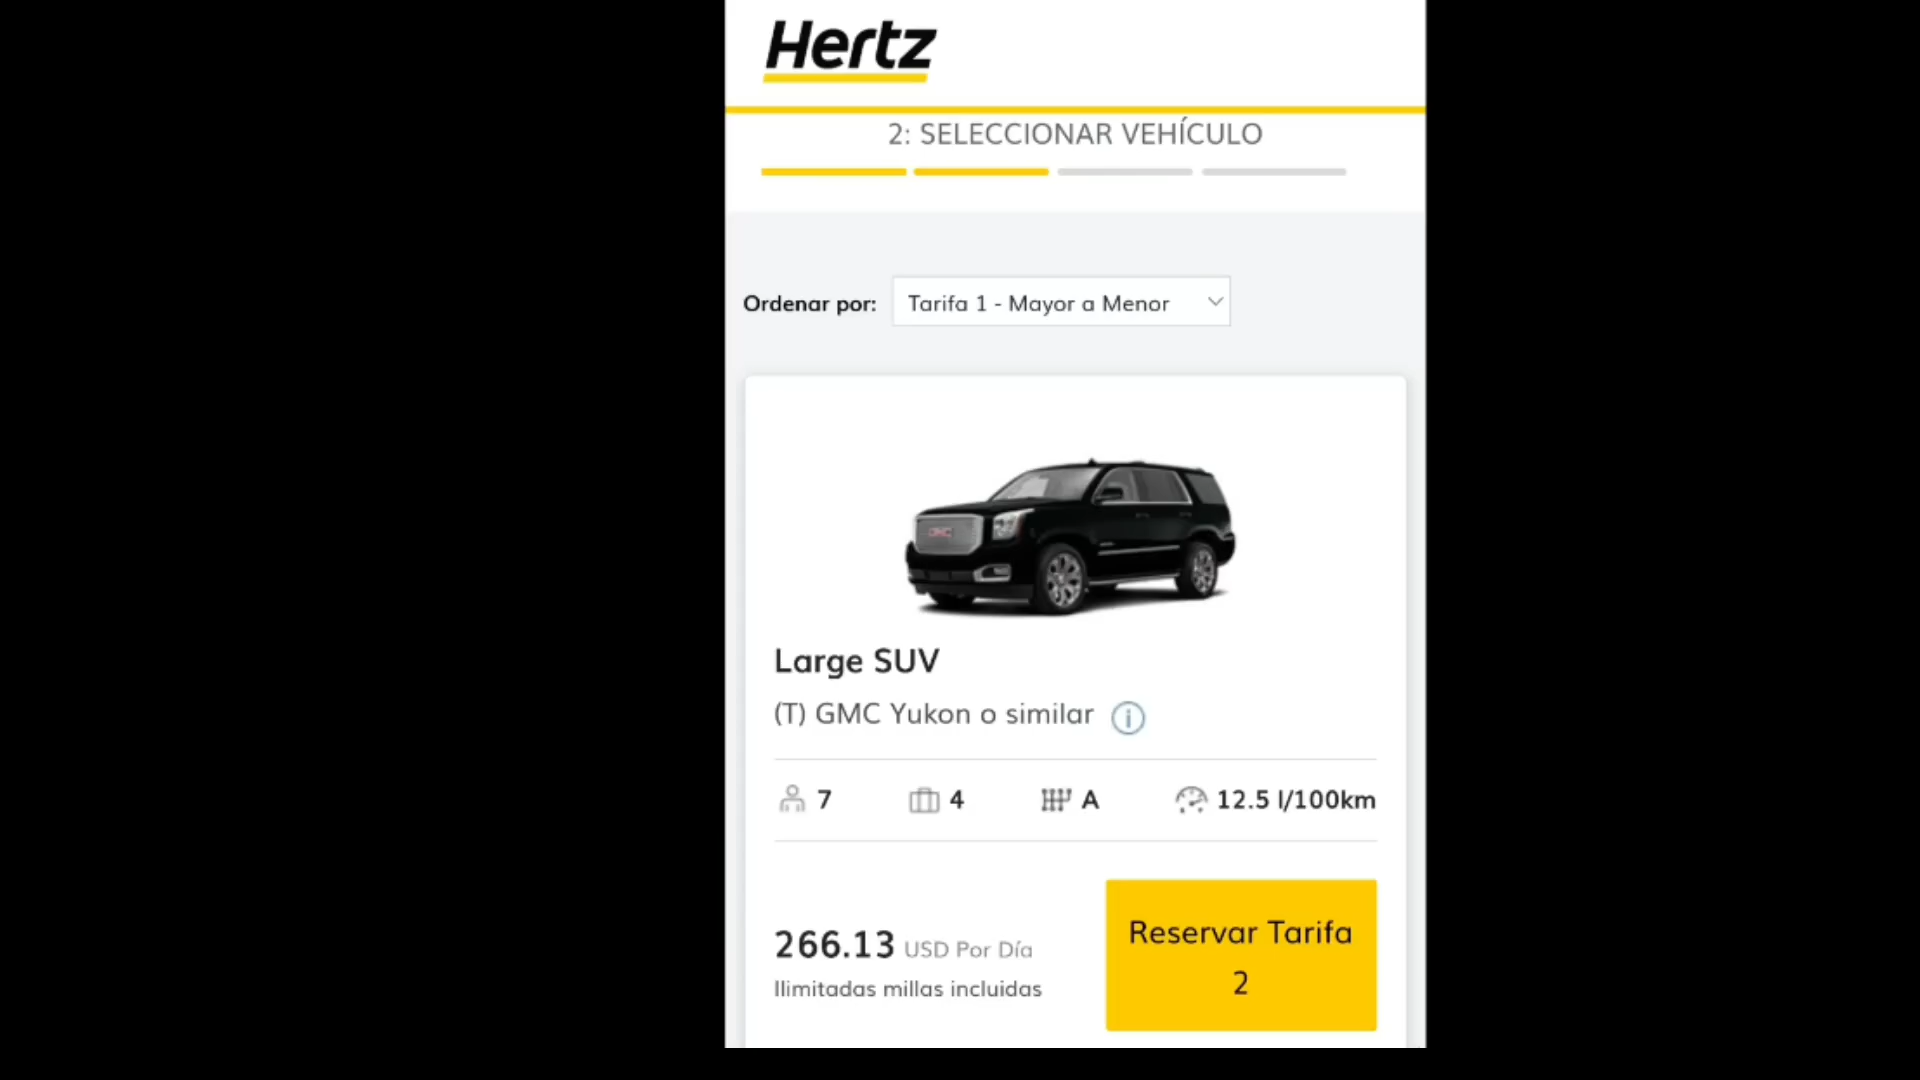 Hertz
2: SELECCIONAR VEHÍCULO
Ordenar por: Tarifa 1 - Mayor a Menor
GMC
Large SUV
(T) GMC Yukon o similar i
7 4 A 12.5 l/100km
266.13 USD Por Día
Ilimitadas millas incluidas
Reservar Tarifa
2